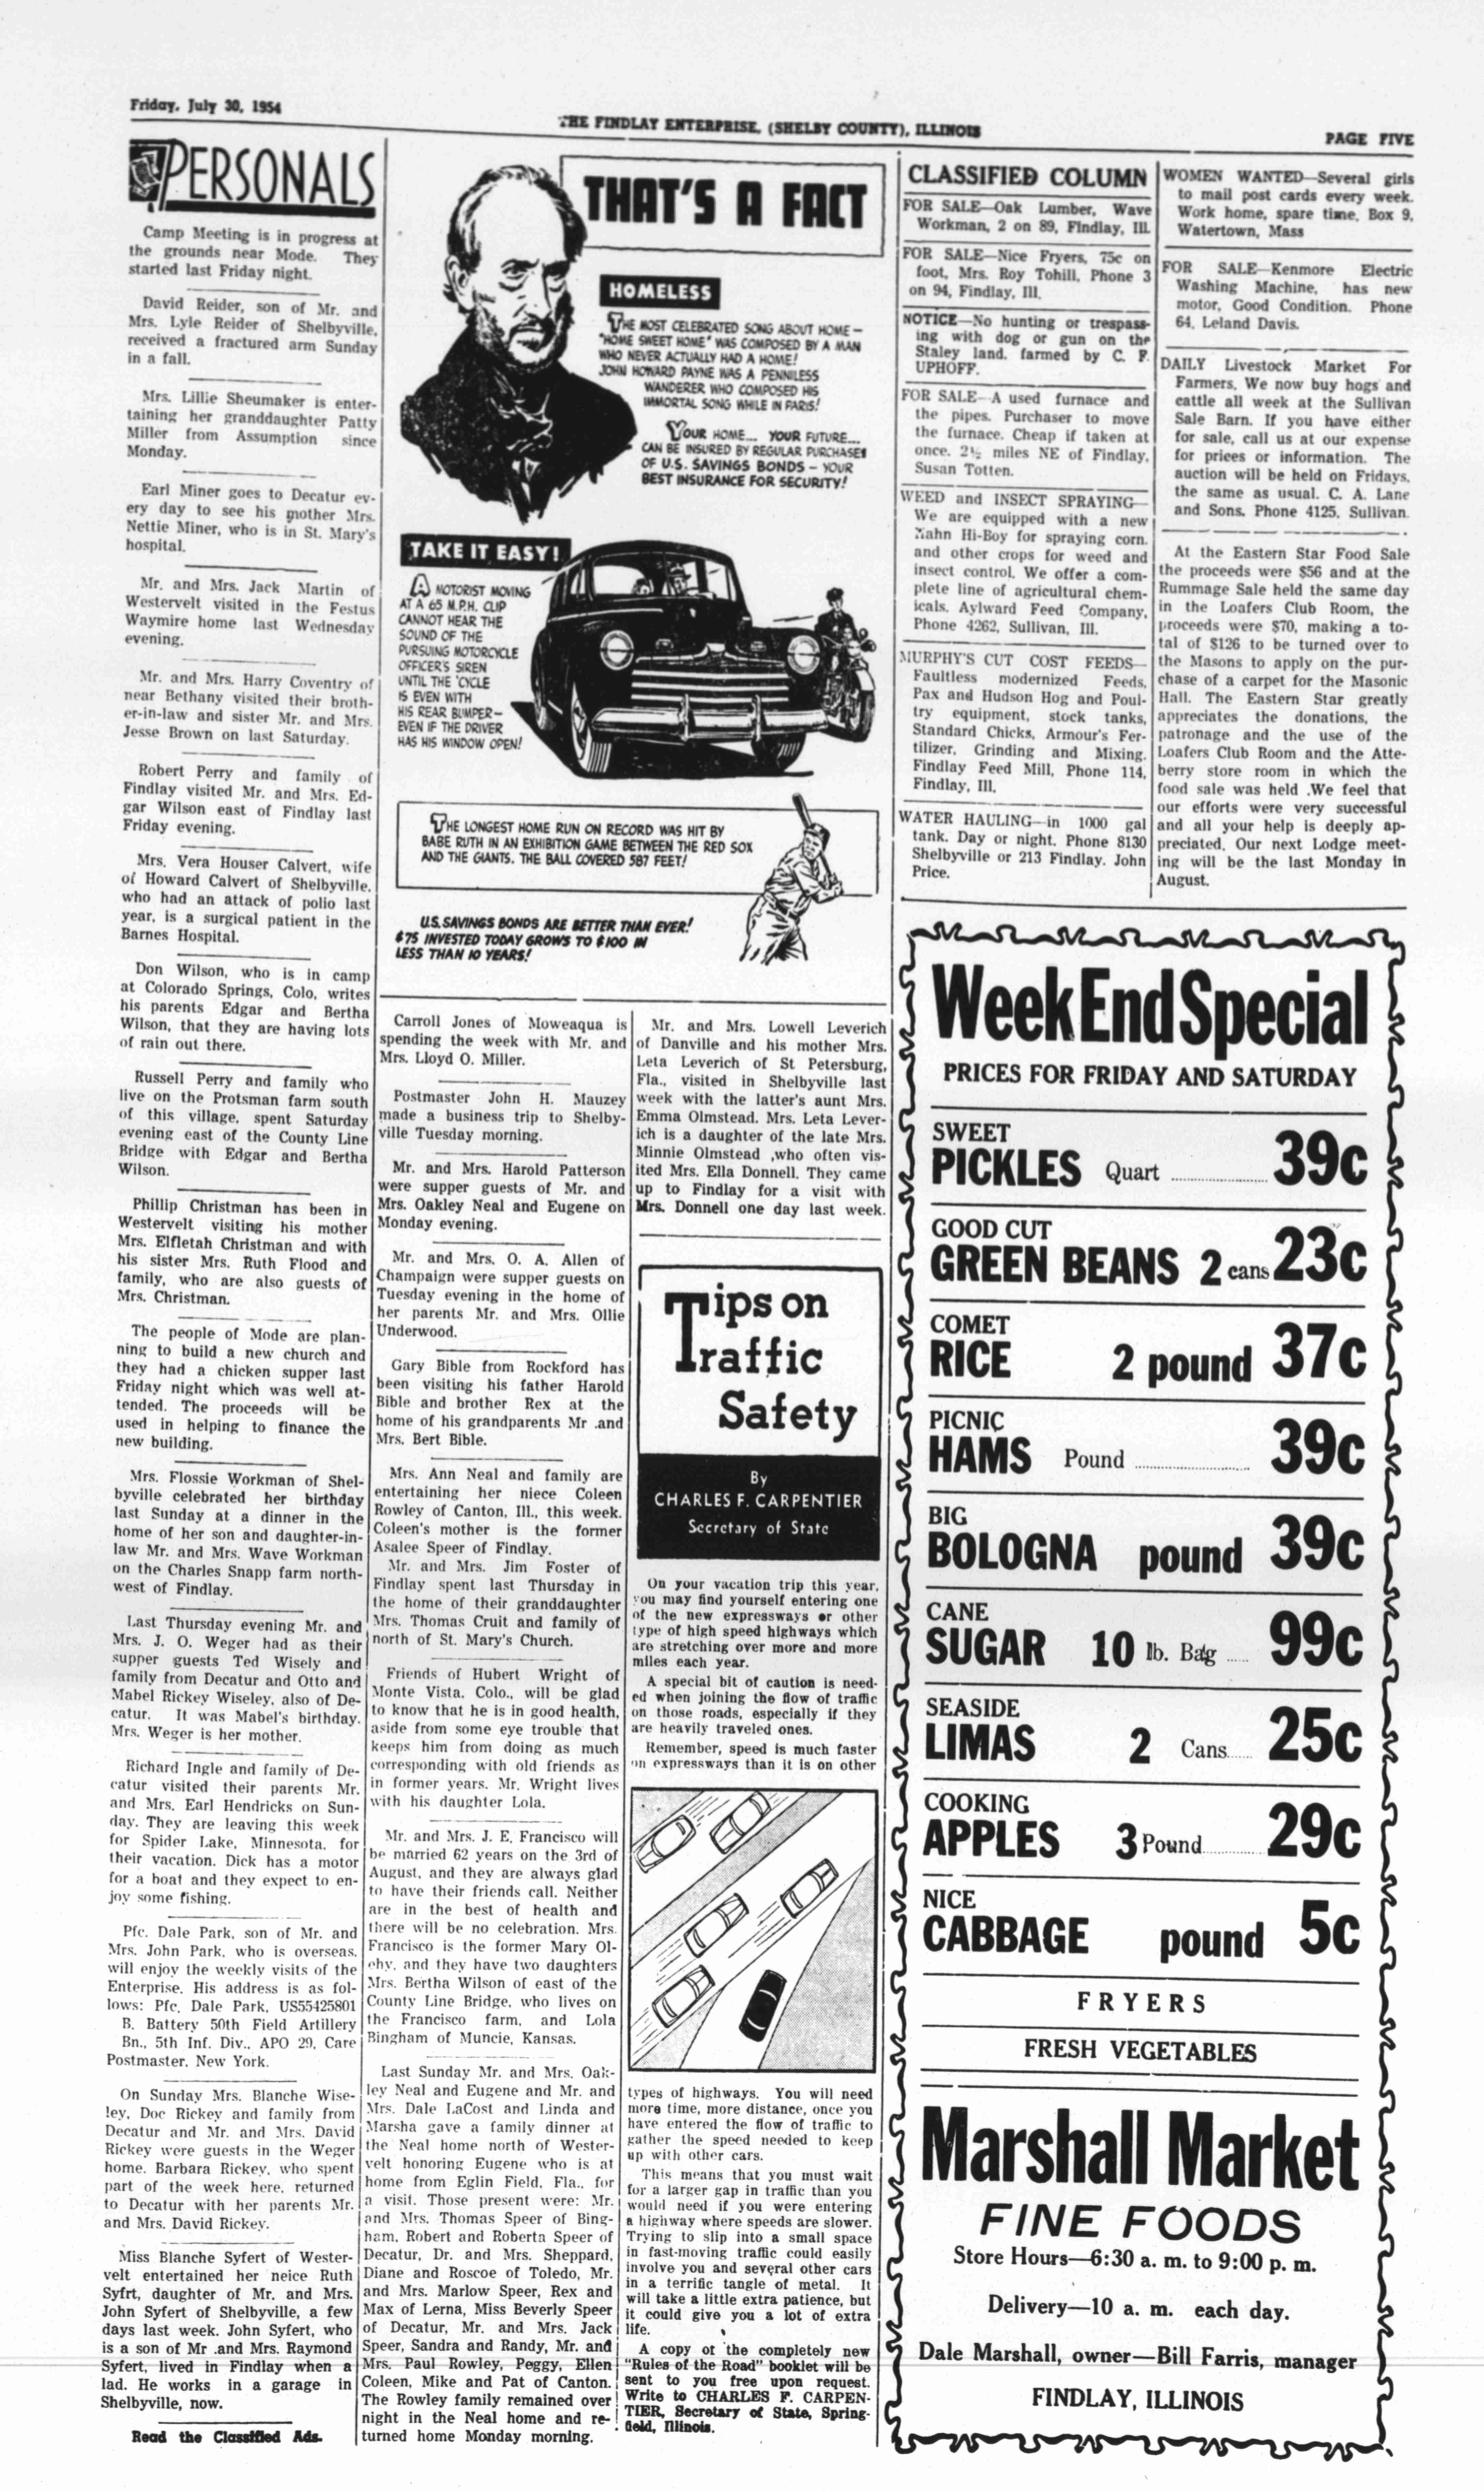 Friday, July 30, 1954
THE FINDLAY ENTERPRISE, (SHELBY COUNTY), ILLINOIS
PAGE FIVE
PERSONALS
Camp Meeting is in progress at
the grounds near Mode. They
started last Friday night.
David Reider, son of Mr. and
Mrs. Lyle Reider of Shelbyville,
received a fractured arm Sunday
in a fall.
Mrs. Lillie Sheumaker is enter-
taining her granddaughter Patty
Miller from Assumption since
Monday.
Earl Miner goes to Decatur ev-
ery day to see his mother Mrs.
Nettie Miner, who is in St. Mary's
hospital.
Mr. and Mrs. Jack Martin of
Westervelt visited in the Festus
Waymire home last Wednesday
evening.
Mr. and Mrs. Harry Coventry of
near Bethany visited their broth-
er-in-law and sister Mr. and Mrs.
Jesse Brown on last Saturday.
Robert Perry and family of
Findlay visited Mr. and Mrs. Ed-
gar Wilson east of Findlay last
Friday evening.
Mrs. Vera Houser Calvert, wife
of Howard Calvert of Shelbyville,
who had an attack of polio last
year, is a surgical patient in the
Barnes Hospital.
Don Wilson, who is in camp
at Colorado Springs, Colo, writes
his parents Edgar and Bertha
Wilson, that they are having lots
of rain out there.
Russell Perry and family who
live on the Protsman farm south
of this village, spent Saturday
evening east of the County Line
Bridge with Edgar and Bertha
Wilson.
Phillip Christman has been in
Westervelt visiting his mother
Mrs. Elfletah Christman and with
his sister Mrs. Ruth Flood and
family, who are also guests of
Mrs. Christman.
The people of Mode are plan-
ning to build a new church and
they had a chicken supper last
Friday night which was well at-
tended. The proceeds will be
used in helping to finance the
new building.
Mrs. Flossie Workman of Shel-
byville celebrated her birthday
last Sunday at a dinner in the
home of her son and daughter-in-
law Mr. and Mrs. Wave Workman
on the Charles Snapp farm north-
west of Findlay.
Last Thursday evening Mr. and
Mrs. J. O. Weger had as their
supper guests Ted Wisely and
family from Decatur and Otto and
Mabel Rickey Wiseley, also of De-
catur. It was Mabel's birthday.
Mrs. Weger is her mother.
Richard Ingle and family of De-
catur visited their parents Mr.
and Mrs. Earl Hendricks on Sun-
day. They are leaving this week
for Spider Lake, Minnesota, for
their vacation. Dick has a motor
for a boat and they expect to en-
joy some fishing.
Pfc. Dale Park, son of Mr. and
Mrs. John Park, who is overseas,
will enjoy the weekly visits of the
Enterprise. His address is as fol-
lows: Pfc. Dale Park, US55425801
B. Battery 50th Field Artillery
Bn., 5th Inf. Div., APO 29, Care
Postmaster, New York.
On Sunday Mrs. Blanche Wise-
ley, Doc Rickey and family from
Decatur and Mr. and Mrs. David
Rickey were guests in the Weger
home. Barbara Rickey, who spent
part of the week here, returned
to Decatur with her parents Mr.
and Mrs. David Rickey.
Miss Blanche Syfert of Wester-
velt entertained her neice Ruth
Syfrt, daughter of Mr. and Mrs.
John Syfert of Shelbyville, a few
days last week. John Syfert, who
is a son of Mr .and Mrs. Raymond
Syfert, lived in Findlay when a
lad. He works in a garage in
Shelbyville, now.
Read the Classified Ads.
THAT'S A FACT
HOMELESS
THE MOST CELEBRATED SONG ABOUT HOME—
"HOME SWEET HOME" WAS COMPOSED BY A MAN
WHO NEVER ACTUALLY HAD A HOME!
JOHN HOWARD PAYNE WAS A PENNILESS
WANDERER WHO COMPOSED HIS
IMMORTAL SONG WHILE IN PARIS!
YOUR HOME... YOUR FUTURE...
CAN BE INSURED BY REGULAR PURCHASES
OF U.S. SAVINGS BONDS – YOUR
BEST INSURANCE FOR SECURITY!
TAKE IT EASY!
A MOTORIST MOVING
AT A 65 M.P.H. CLIP
CANNOT HEAR THE
SOUND OF THE
PURSUING MOTORCYCLE
OFFICER'S SIREN
UNTIL THE 'CYCLE
IS EVEN WITH
HIS REAR BUMPER—
EVEN IF THE DRIVER
HAS HIS WINDOW OPEN!
THE LONGEST HOME RUN ON RECORD WAS HIT BY
BABE RUTH IN AN EXHIBITION GAME BETWEEN THE RED SOX
AND THE GIANTS. THE BALL COVERED 587 FEET!
U.S. SAVINGS BONDS ARE BETTER THAN EVER!
$75 INVESTED TODAY GROWS TO $100 IN
LESS THAN 10 YEARS!
Carroll Jones of Moweaqua is
spending the week with Mr. and
Mrs. Lloyd O. Miller.
Postmaster John H. Mauzey
made a business trip to Shelby-
ville Tuesday morning.
Mr. and Mrs. Harold Patterson
were supper guests of Mr. and
Mrs. Oakley Neal and Eugene on
Monday evening.
Mr. and Mrs. O. A. Allen of
Champaign were supper guests on
Tuesday evening in the home of
her parents Mr. and Mrs. Ollie
Underwood.
Gary Bible from Rockford has
been visiting his father Harold
Bible and brother Rex at the
home of his grandparents Mr .and
Mrs. Bert Bible.
Mrs. Ann Neal and family are
entertaining her niece Coleen
Rowley of Canton, Ill., this week.
Coleen's mother is the former
Asalee Speer of Findlay.
Mr. and Mrs. Jim Foster of
Findlay spent last Thursday in
the home of their granddaughter
Mrs. Thomas Cruit and family of
north of St. Mary's Church.
Friends of Hubert Wright of
Monte Vista, Colo., will be glad
to know that he is in good health,
aside from some eye trouble that
keeps him from doing as much
corresponding with old friends as
in former years. Mr. Wright lives
with his daughter Lola.
Mr. and Mrs. J. E. Francisco will
be married 62 years on the 3rd of
August, and they are always glad
to have their friends call. Neither
are in the best of health and
there will be no celebration. Mrs.
Francisco is the former Mary Ol-
phy, and they have two daughters
Mrs. Bertha Wilson of east of the
County Line Bridge, who lives on
the Francisco farm, and Lola
Bingham of Muncie, Kansas.
Last Sunday Mr. and Mrs. Oak-
ley Neal and Eugene and Mr. and
Mrs. Dale LaCost and Linda and
Marsha gave a family dinner at
the Neal home north of Wester-
velt honoring Eugene who is at
home from Eglin Field, Fla., for
a visit. Those present were: Mr.
and Mrs. Thomas Speer of Bing-
ham, Robert and Roberta Speer of
Decatur, Dr. and Mrs. Sheppard,
Diane and Roscoe of Toledo, Mr.
and Mrs. Marlow Speer, Rex and
Max of Lerna, Miss Beverly Speer
of Decatur, Mr. and Mrs. Jack
Speer, Sandra and Randy, Mr. and
Mrs. Paul Rowley, Peggy, Ellen
Coleen, Mike and Pat of Canton.
The Rowley family remained over
night in the Neal home and re-
turned home Monday morning.
Mr. and Mrs. Lowell Leverich
of Danville and his mother Mrs.
Leta Leverich of St Petersburg,
Fla., visited in Shelbyville last
week with the latter's aunt Mrs.
Emma Olmstead. Mrs. Leta Lever-
ich is a daughter of the late Mrs.
Minnie Olmstead ,who often vis-
ited Mrs. Ella Donnell. They came
up to Findlay for a visit with
Mrs. Donnell one day last week.
Tips on
Traffic
Safety
By
CHARLES F. CARPENTIER
Secretary of State
On your vacation trip this year,
you may find yourself entering one
of the new expressways or other
type of high speed highways which
are stretching over more and more
miles each year.
A special bit of caution is need-
ed when joining the flow of traffic
on those roads, especially if they
are heavily traveled ones.
Remember, speed is much faster
on expressways than it is on other
types of highways. You will need
more time, more distance, once you
have entered the flow of traffic to
gather the speed needed to keep
up with other cars.
This means that you must wait
for a larger gap in traffic than you
would need if you were entering
a highway where speeds are slower.
Trying to slip into a small space
in fast-moving traffic could easily
involve you and several other cars
in a terrific tangle of metal. It
will take a little extra patience, but
it could give you a lot of extra
life.
A copy of the completely new
"Rules of the Road" booklet will be
sent to you free upon request.
Write to CHARLES F. CARPEN-
TIER, Secretary of State, Spring-
field, Illinois.
CLASSIFIED COLUMN
FOR SALE—Oak Lumber, Wave
Workman, 2 on 89, Findlay, Ill.
FOR SALE—Nice Fryers, 75c on
foot, Mrs. Roy Tohill, Phone 3
on 94, Findlay, Ill.
NOTICE—No hunting or trespass-
ing with dog or gun on the
Staley land. farmed by C. F.
UPHOFF.
FOR SALE—A used furnace and
the pipes. Purchaser to move
the furnace. Cheap if taken at
once. 2½ miles NE of Findlay,
Susan Totten.
WEED and INSECT SPRAYING—
We are equipped with a new
Hahn Hi-Boy for spraying corn.
and other crops for weed and
insect control. We offer a com-
plete line of agricultural chem-
icals. Aylward Feed Company,
Phone 4262, Sullivan, Ill.
MURPHY'S CUT COST FEEDS—
Faultless modernized Feeds,
Pax and Hudson Hog and Poul-
try equipment, stock tanks,
Standard Chicks, Armour's Fer-
tilizer, Grinding and Mixing.
Findlay Feed Mill, Phone 114,
Findlay, Ill.
WATER HAULING—in 1000 gal
tank. Day or night. Phone 8130
Shelbyville or 213 Findlay. John
Price.
WOMEN WANTED—Several girls
to mail post cards every week.
Work home, spare time, Box 9,
Watertown, Mass
FOR SALE—Kenmore Electric
Washing Machine, has new
motor, Good Condition. Phone
64, Leland Davis.
DAILY Livestock Market For
Farmers. We now buy hogs and
cattle all week at the Sullivan
Sale Barn. If you have either
for sale, call us at our expense
for prices or information. The
auction will be held on Fridays,
the same as usual. C. A. Lane
and Sons. Phone 4125, Sullivan.
At the Eastern Star Food Sale
the proceeds were $56 and at the
Rummage Sale held the same day
in the Loafers Club Room, the
proceeds were $70, making a to-
tal of $126 to be turned over to
the Masons to apply on the pur-
chase of a carpet for the Masonic
Hall. The Eastern Star greatly
appreciates the donations, the
patronage and the use of the
Loafers Club Room and the Atte-
berry store room in which the
food sale was held .We feel that
our efforts were very successful
and all your help is deeply ap-
preciated. Our next Lodge meet-
ing will be the last Monday in
August.
Week End Special
PRICES FOR FRIDAY AND SATURDAY
SWEET
PICKLES Quart 39c
GOOD CUT
GREEN BEANS 2 cans 23c
COMET
RICE 2 pound 37c
PICNIC
HAMS Pound 39c
BIG
BOLOGNA pound 39c
CANE
SUGAR 10 lb. Bag 99c
SEASIDE
LIMAS 2 Cans 25c
COOKING
APPLES 3 Pound 29c
NICE
CABBAGE pound 5c
FRYERS
FRESH VEGETABLES
Marshall Market
FINE FOODS
Store Hours—6:30 a. m. to 9:00 p. m.
Delivery—10 a. m. each day.
Dale Marshall, owner—Bill Farris, manager
FINDLAY, ILLINOIS